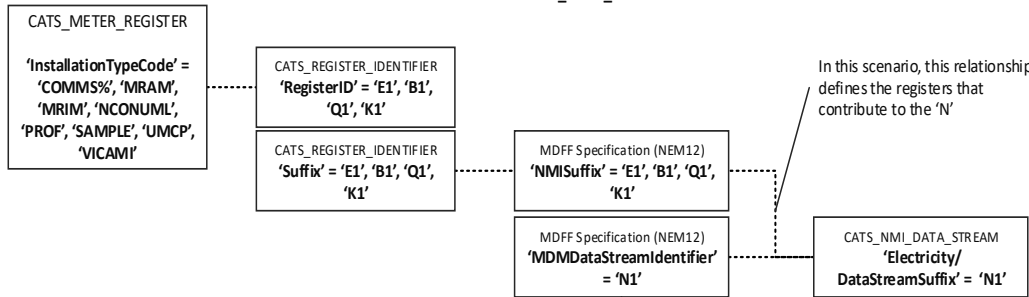 CATS_METER_REGISTER
‘InstallationTypeCode’ =
‘COMMS%’, ‘MRAM’,
‘MRIM’, ‘NCONUML’,
‘PROF’, ‘SAMPLE’, ‘UMCP’,
‘VICAMI’
CATS_REGISTER_IDENTIFIER
‘RegisterID’ = ‘E1’, ‘B1’,
‘Q1’, ‘K1’
CATS_REGISTER_IDENTIFIER
‘Suffix’ = ‘E1’, ‘B1’, ‘Q1’,
‘K1’
MDFF Specification (NEM12)
‘NMISuffix’ = ‘E1’, ‘B1’, ‘Q1’,
‘K1’
MDFF Specification (NEM12)
‘MDMDataStreamIdentifier’
= ‘N1’
In this scenario, this relationship
defines the registers that
contribute to the ‘N’
CATS_NMI_DATA_STREAM
‘Electricity/
DataStreamSuffix’ = ‘N1’